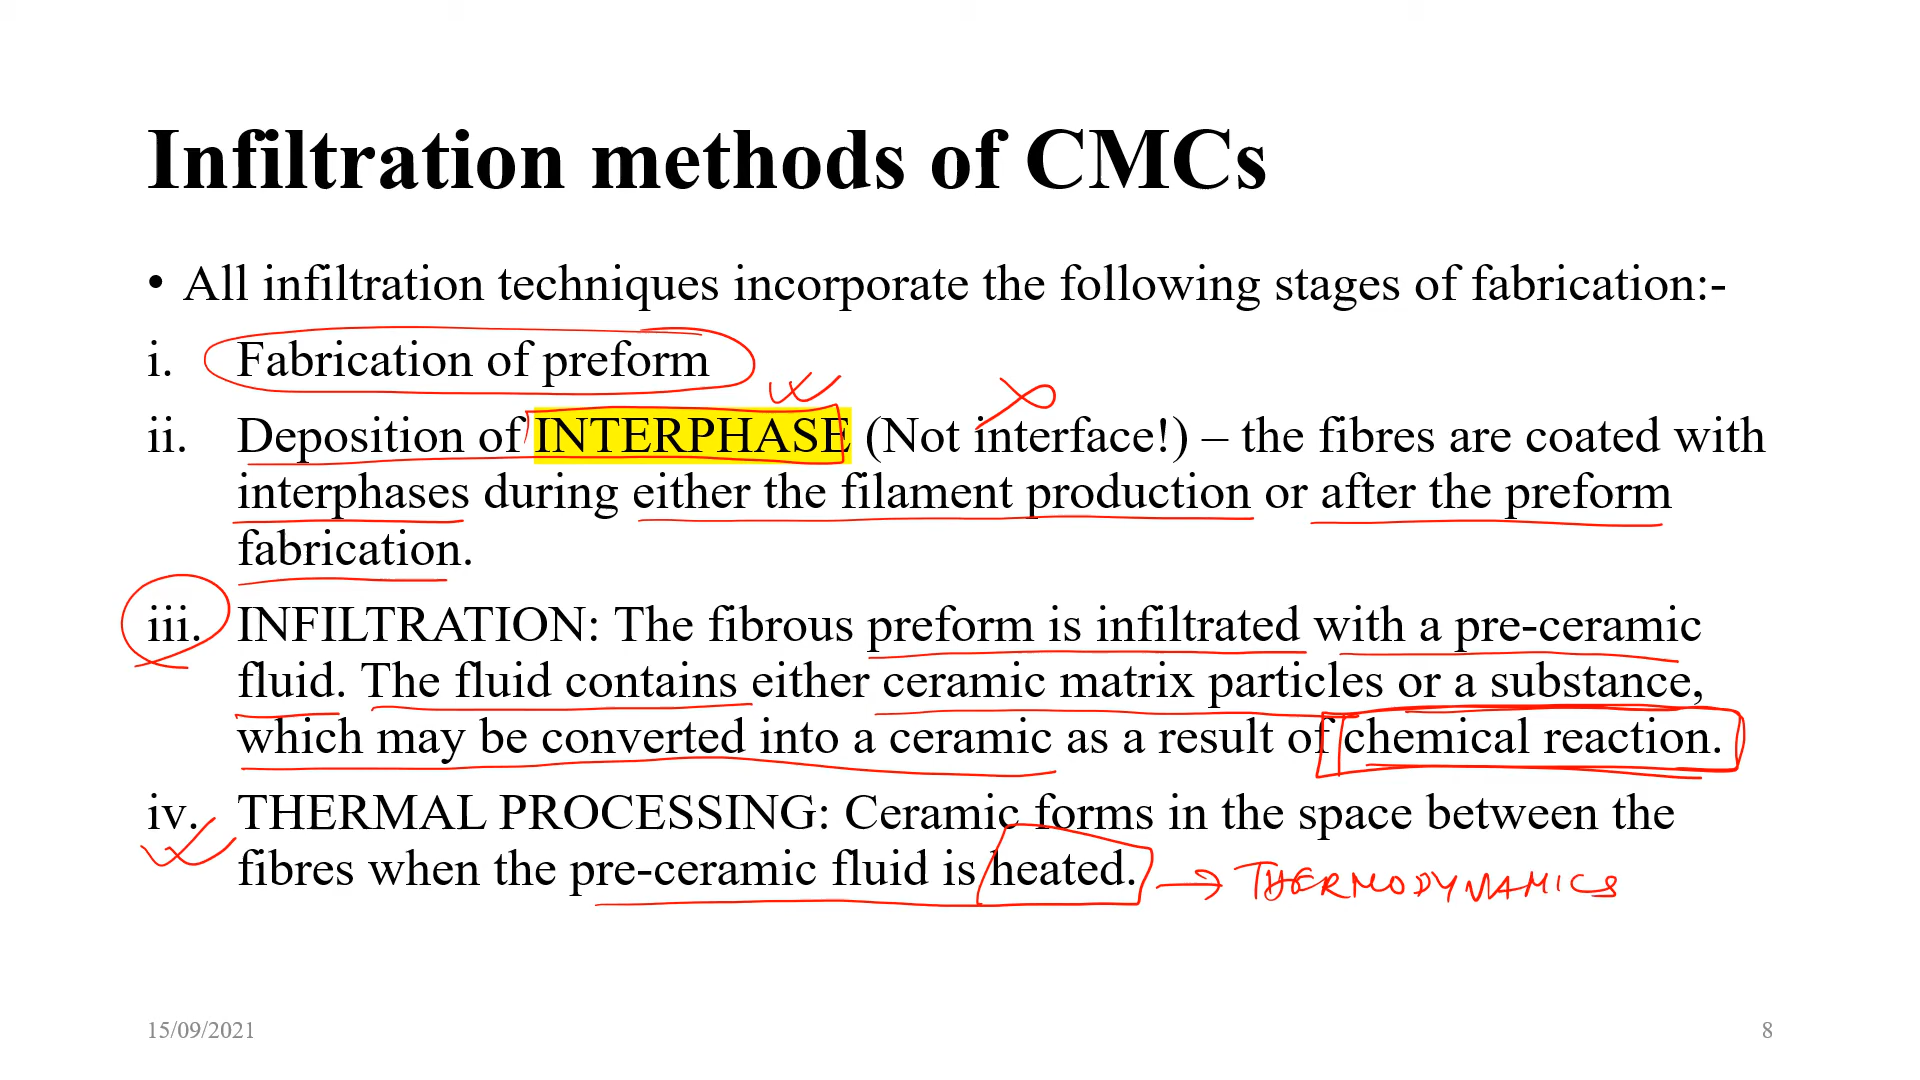 Infiltration methods of CMCs
• All infiltration techniques incorporate the following stages of fabrication:-
i. Fabrication of preform
ii. Deposition of INTERPHASE (Not interface!) – the fibres are coated with
interphases during either the filament production or after the preform
fabrication.
iii. INFILTRATION: The fibrous preform is infiltrated with a pre-ceramic
fluid. The fluid contains either ceramic matrix particles or a substance,
which may be converted into a ceramic as a result of chemical reaction.
iv. THERMAL PROCESSING: Ceramic forms in the space between the
fibres when the pre-ceramic fluid is heated. → THERMODYNAMICS
15/09/2021 8